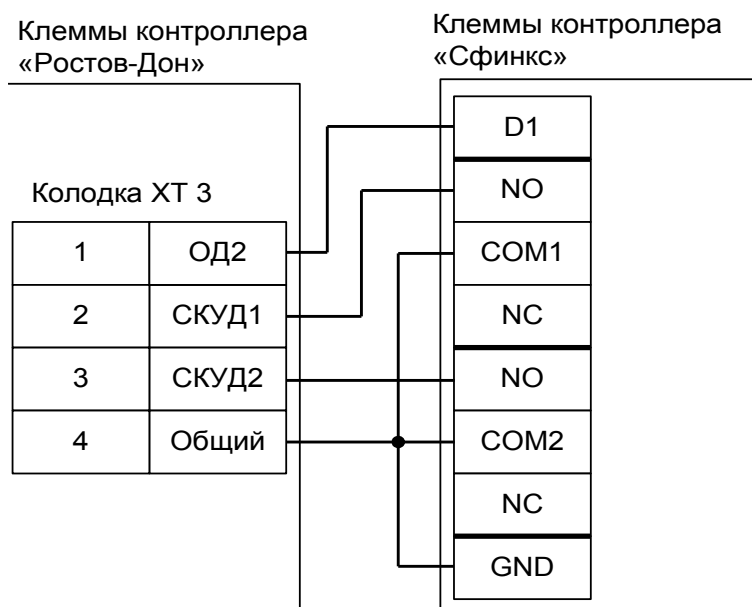 Клеммы контроллера
«Ростов-Дон»
Клеммы контроллера
«Сфинкс»
Колодка XT 3
1 ОД2
2 СКУД1
3 СКУД2
4 Общий
D1
NO
COM1
NC
NO
COM2
NC
GND